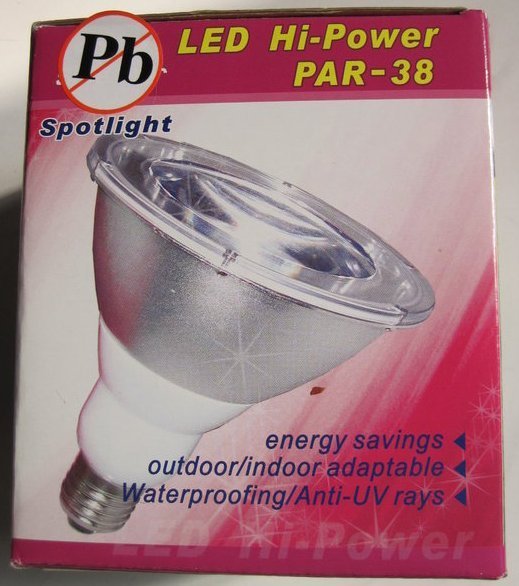 Pb
LED Hi-Power
PAR-38
Spotlight
energy savings
outdoor/indoor adaptable
Waterproofing/Anti-UV rays
LED Hi-Power